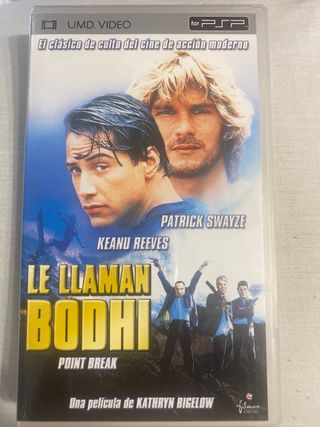 UMD VIDEO for PSP
El clásico de culto del cine de acción moderno
PATRICK SWAYZE
KEANU REEVES
LE LLAMAN
BODHI
POINT BREAK
Una película de KATHRYN BIGELOW
filmax